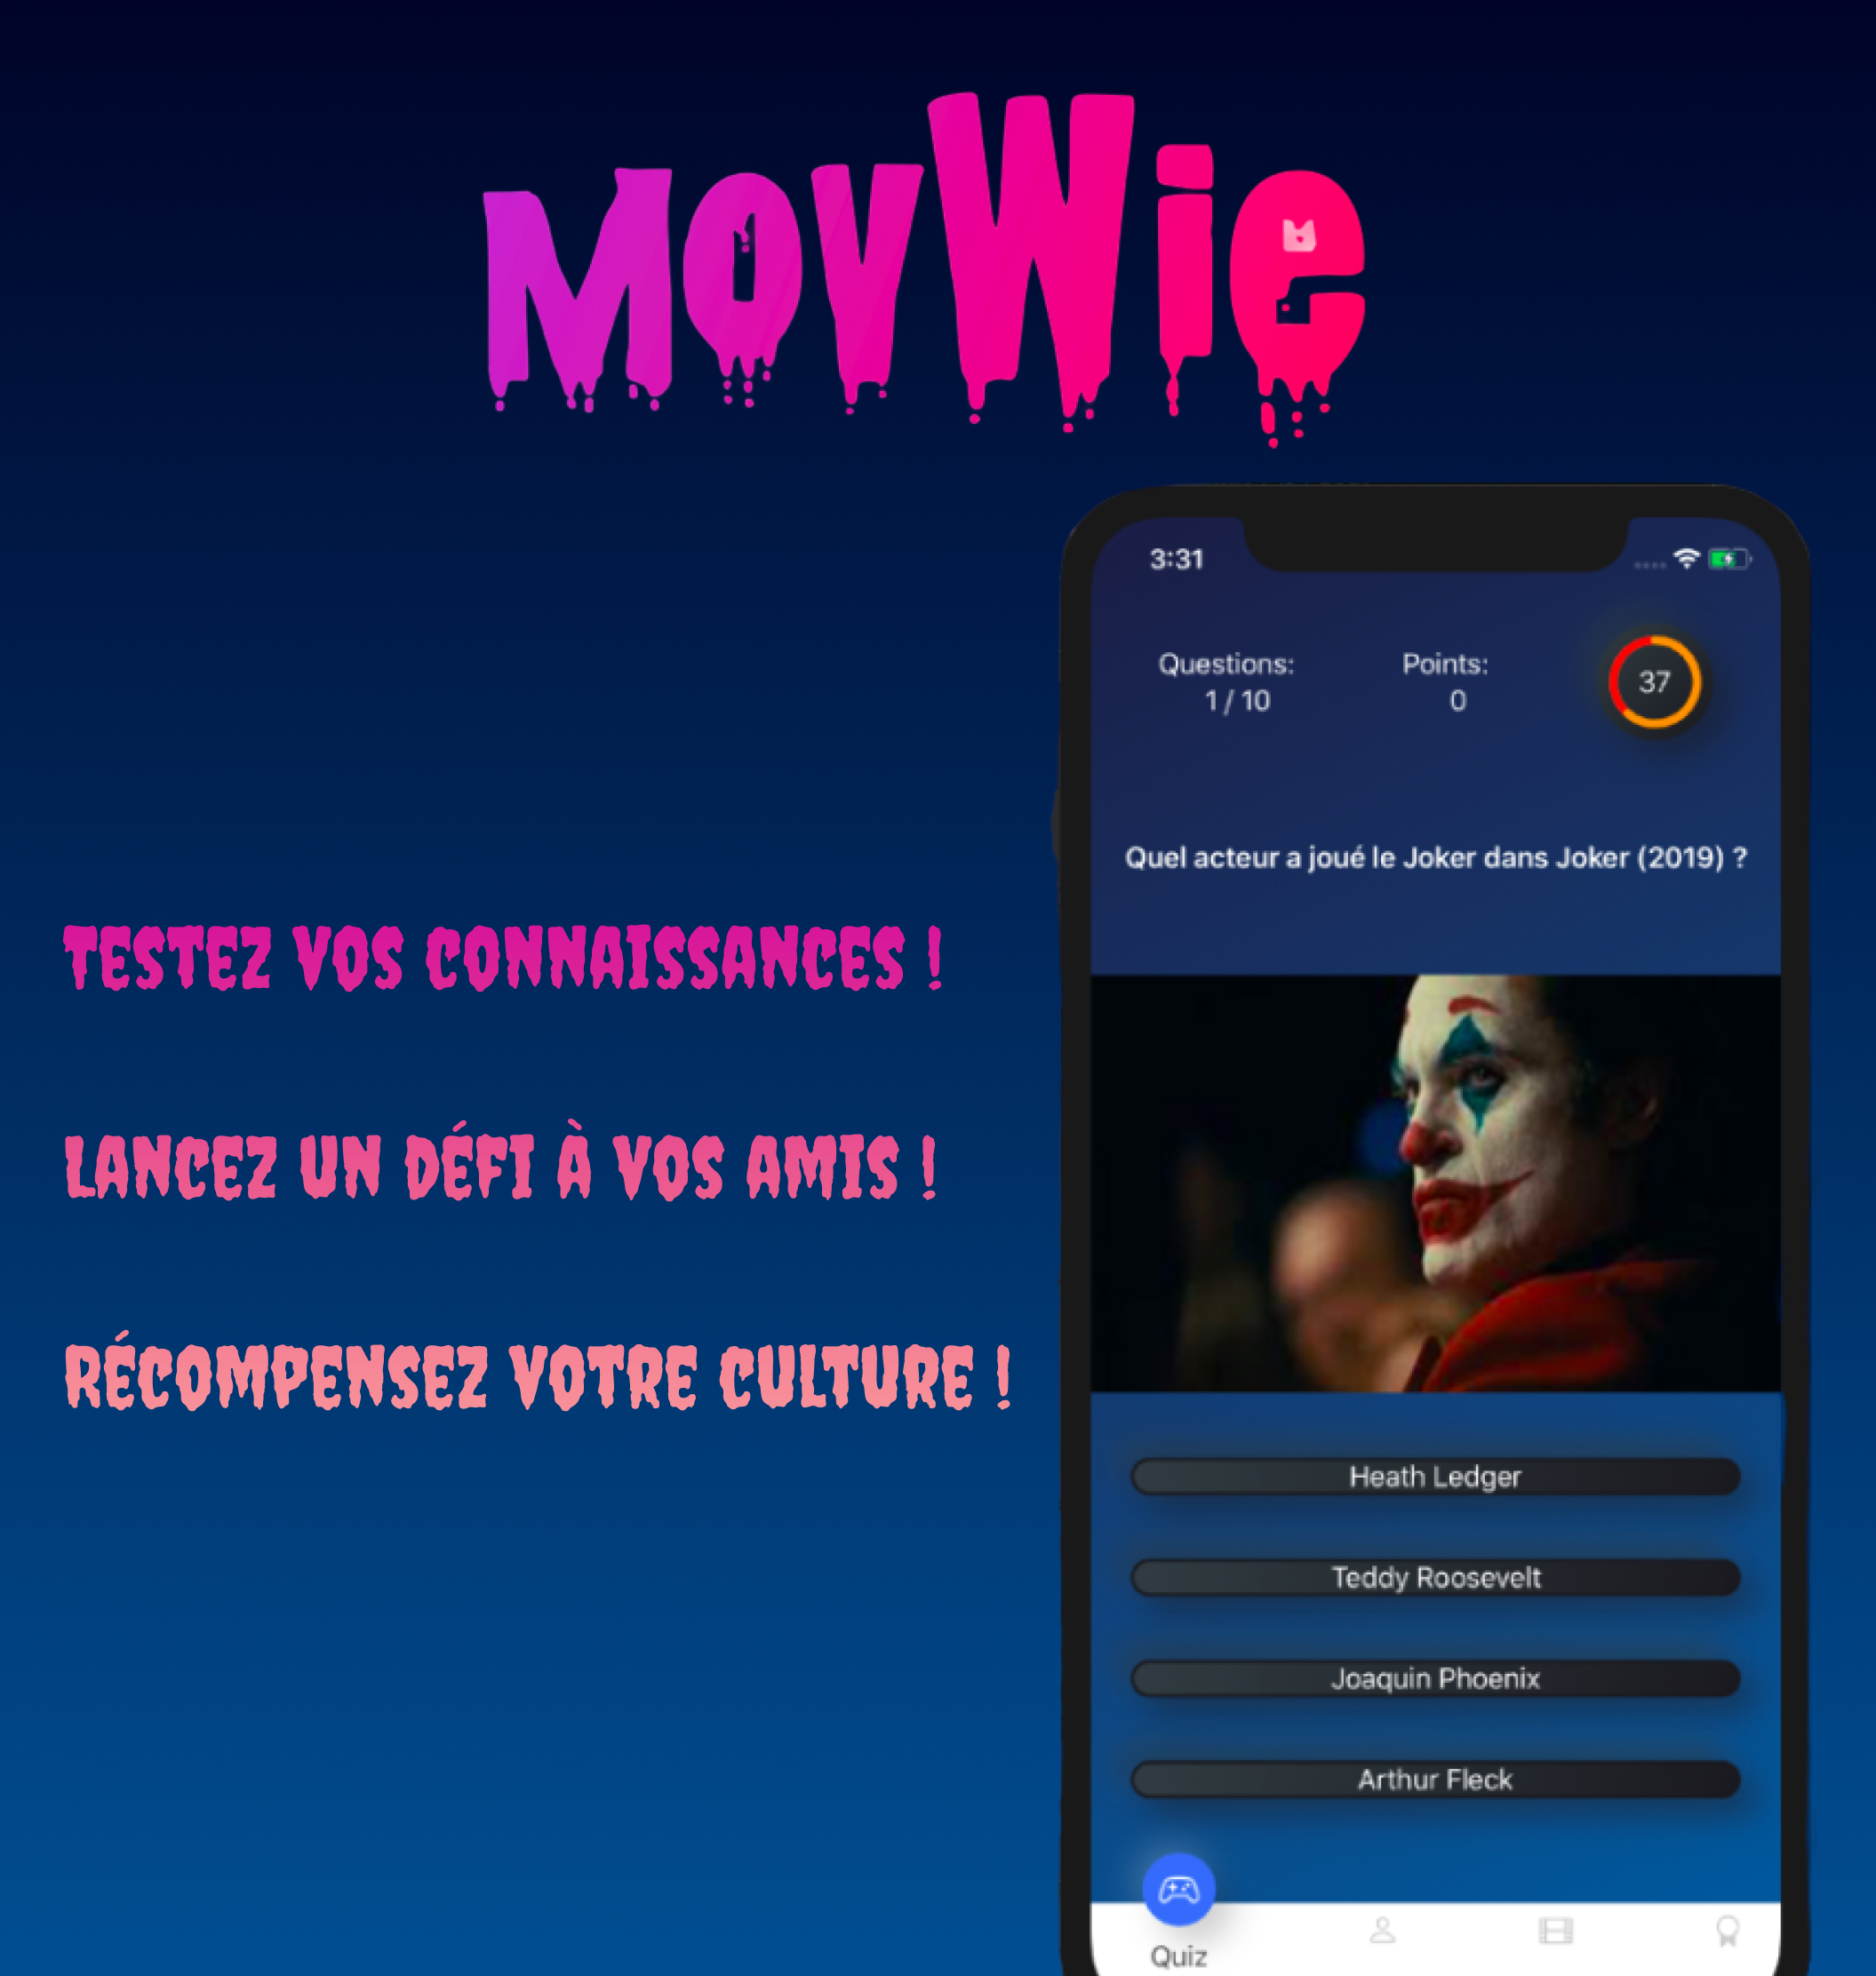 MovWie
3:31
Questions:
1 / 10
Points:
0
37
Quel acteur a joué le Joker dans Joker (2019) ?
TESTEZ VOS CONNAISSANCES !
LANCEZ UN DÉFI À VOS AMIS !
RÉCOMPENSEZ VOTRE CULTURE !
Heath Ledger
Teddy Roosevelt
Joaquin Phoenix
Arthur Fleck
Quiz